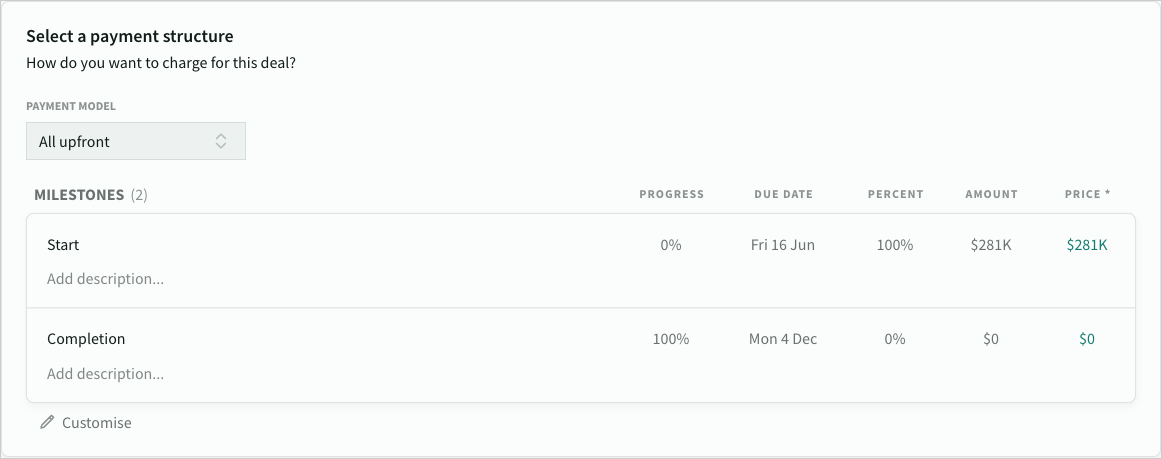 Select a payment structure
How do you want to charge for this deal?
PAYMENT MODEL
All upfront
MILESTONES (2) PROGRESS DUE DATE PERCENT AMOUNT PRICE *
Start 0% Fri 16 Jun 100% $281K $281K
Add description...
Completion 100% Mon 4 Dec 0% $0 $0
Add description...
Customise